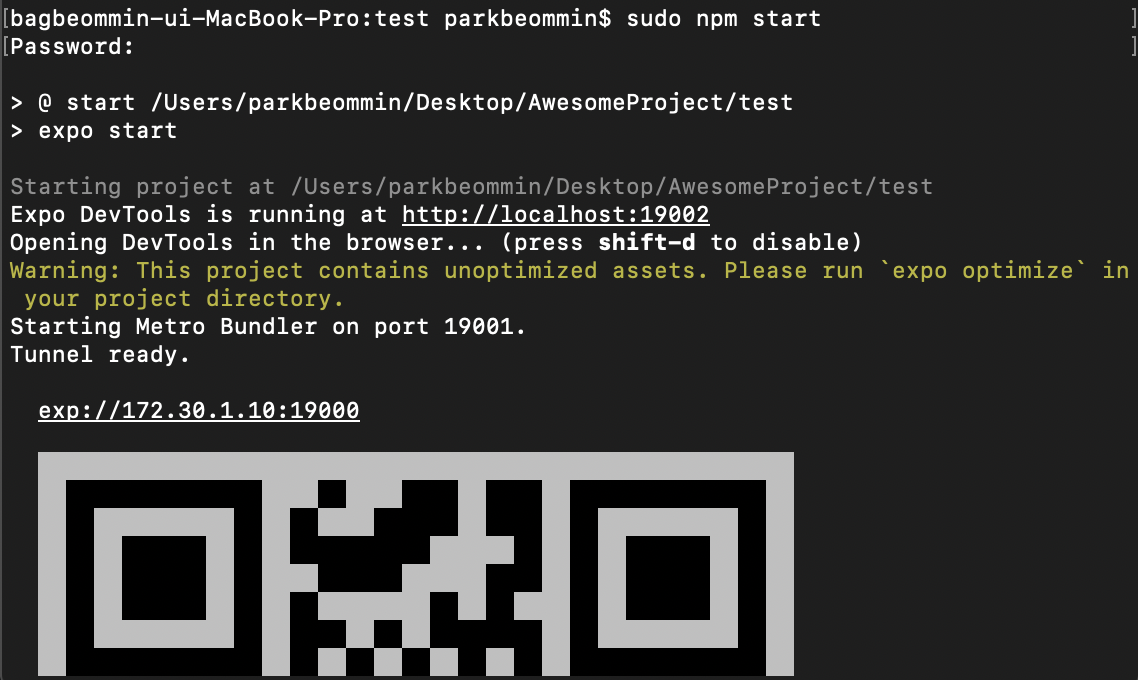 [bagbeommin-ui-MacBook-Pro:test parkbeommin$ sudo npm start ]
[Password: ]
> @ start /Users/parkbeommin/Desktop/AwesomeProject/test
> expo start
Starting project at /Users/parkbeommin/Desktop/AwesomeProject/test
Expo DevTools is running at http://localhost:19002
Opening DevTools in the browser... (press shift-d to disable)
Warning: This project contains unoptimized assets. Please run `expo optimize` in
your project directory.
Starting Metro Bundler on port 19001.
Tunnel ready.
exp://172.30.1.10:19000